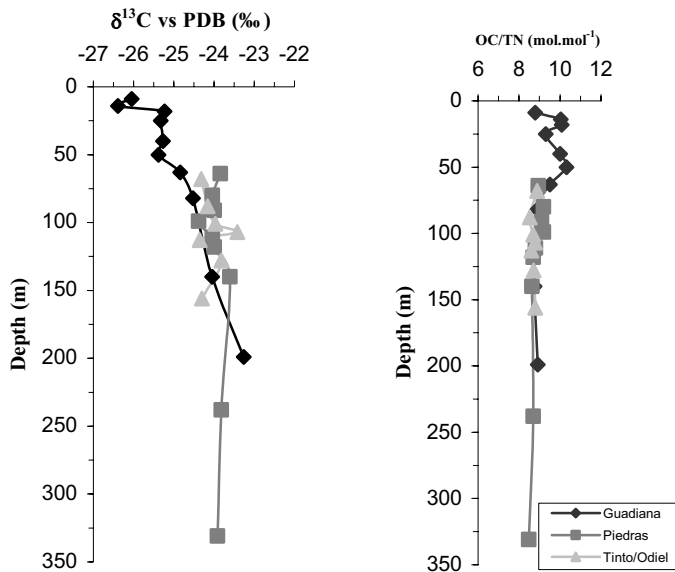 δ¹³C vs PDB (‰)
-27 -26 -25 -24 -23 -22
0
50
100
150
200
250
300
350
Depth (m)
OC/TN (mol.mol⁻¹)
6 8 10 12
0
50
100
150
200
250
300
350
Depth (m)
Guadiana
Piedras
Tinto/Odiel